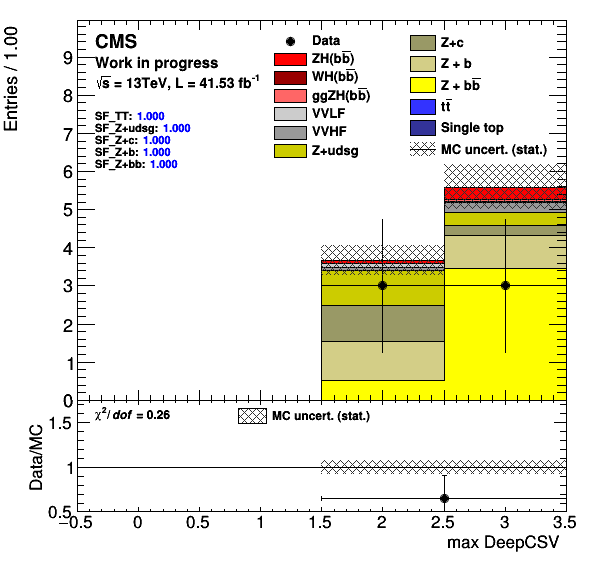 Entries / 1.00
CMS
Work in progress
√s = 13TeV, L = 41.53 fb⁻¹
SF_TT: 1.000
SF_Z+udsg: 1.000
SF_Z+c: 1.000
SF_Z+b: 1.000
SF_Z+bb: 1.000
Data
ZH(bb̅)
WH(bb̅)
ggZH(bb̅)
VVLF
VVHF
Z+udsg
Z+c
Z + b
Z + bb̅
tt̅
Single top
MC uncert. (stat.)
9
8
7
6
5
4
3
2
1
0
χ²/dof = 0.26
MC uncert. (stat.)
Data/MC
1.5
1
0.5
−0.5 0 0.5 1 1.5 2 2.5 3 3.5
max DeepCSV